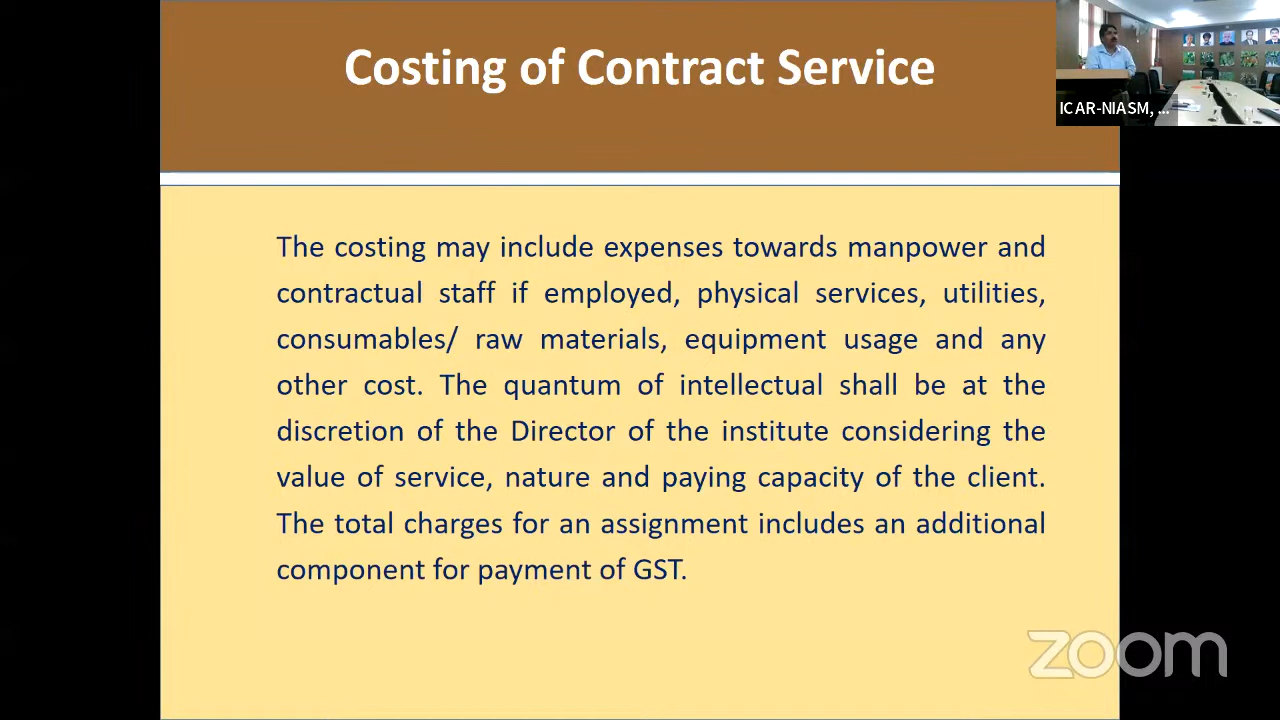 Costing of Contract Service
ICAR-NIASM, ...
The costing may include expenses towards manpower and
contractual staff if employed, physical services, utilities,
consumables/ raw materials, equipment usage and any
other cost. The quantum of intellectual shall be at the
discretion of the Director of the institute considering the
value of service, nature and paying capacity of the client.
The total charges for an assignment includes an additional
component for payment of GST.
zoom